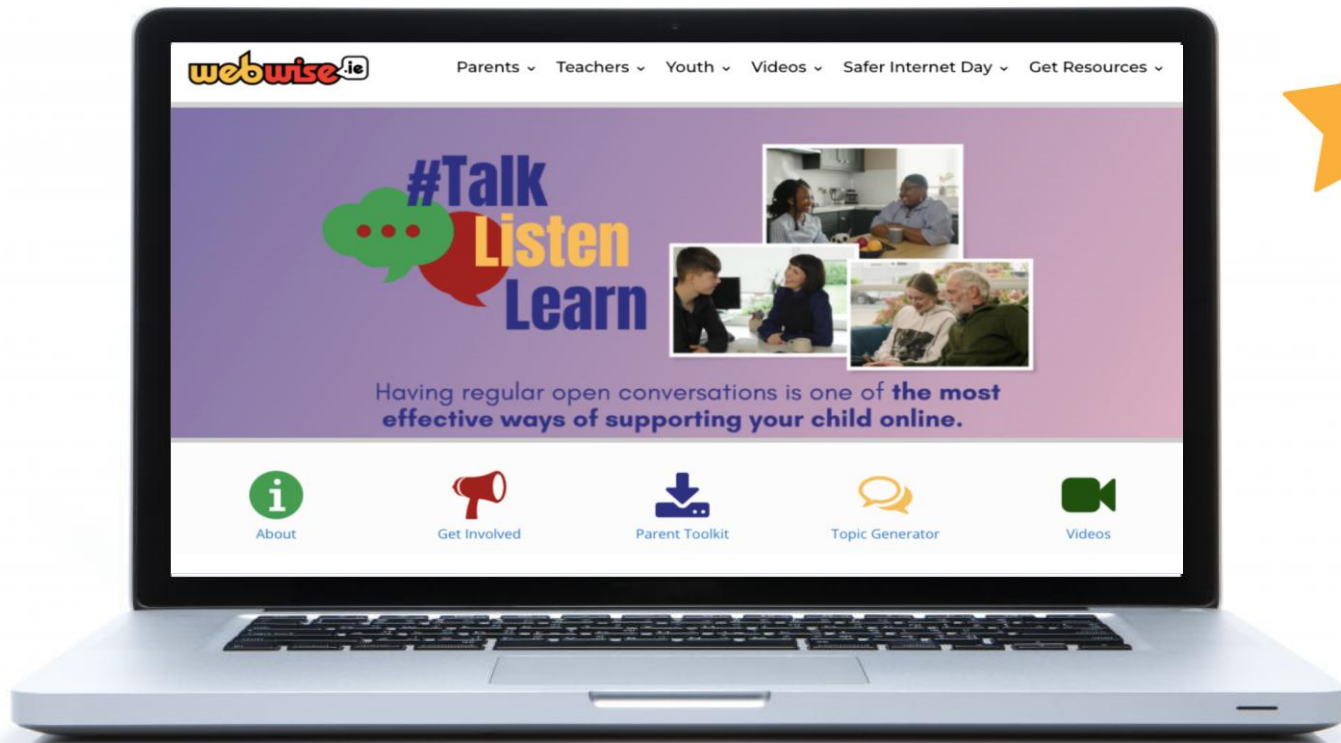 webwise.ie
Parents Teachers Youth Videos Safer Internet Day Get Resources
#Talk
Listen
Learn
Having regular open conversations is one of the most
effective ways of supporting your child online.
About Get Involved Parent Toolkit Topic Generator Videos